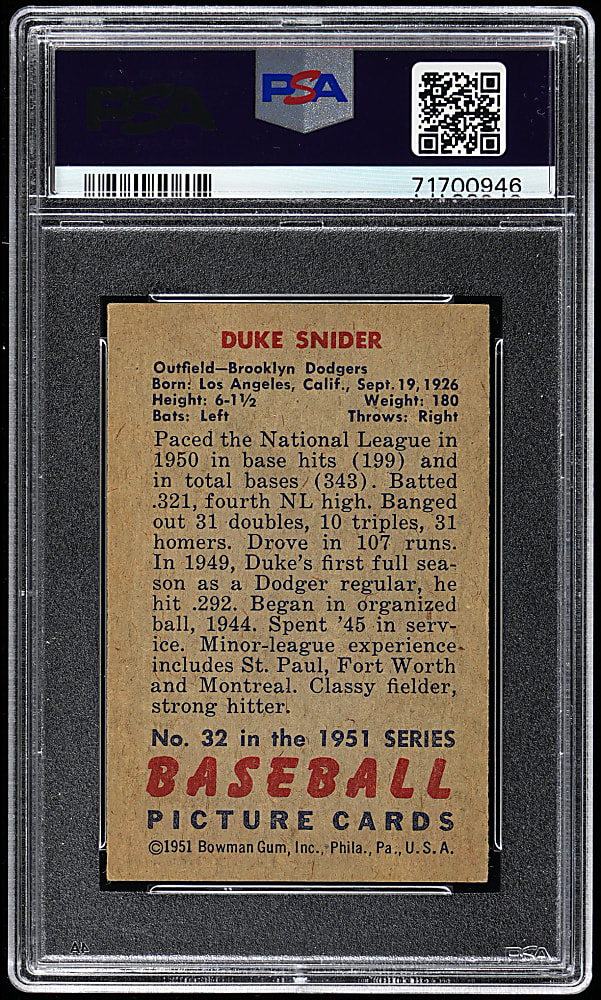 PSA
PSA
71700946
DUKE SNIDER
Outfield—Brooklyn Dodgers
Born: Los Angeles, Calif., Sept. 19, 1926
Height: 6-1½ Weight: 180
Bats: Left Throws: Right
Paced the National League in
1950 in base hits (199) and
in total bases (343). Batted
.321, fourth NL high. Banged
out 31 doubles, 10 triples, 31
homers. Drove in 107 runs.
In 1949, Duke's first full sea-
son as a Dodger regular, he
hit .292. Began in organized
ball, 1944. Spent '45 in serv-
ice. Minor-league experience
includes St. Paul, Fort Worth
and Montreal. Classy fielder,
strong hitter.
No. 32 in the 1951 SERIES
BASEBALL
PICTURE CARDS
©1951 Bowman Gum, Inc., Phila., Pa., U. S. A.
PSA